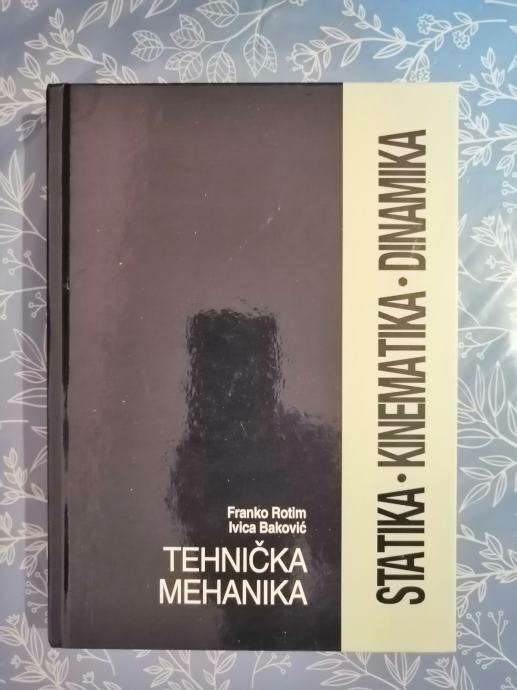 Franko Rotim
Ivica Baković
TEHNIČKA
MEHANIKA
STATIKA · KINEMATIKA · DINAMIKA